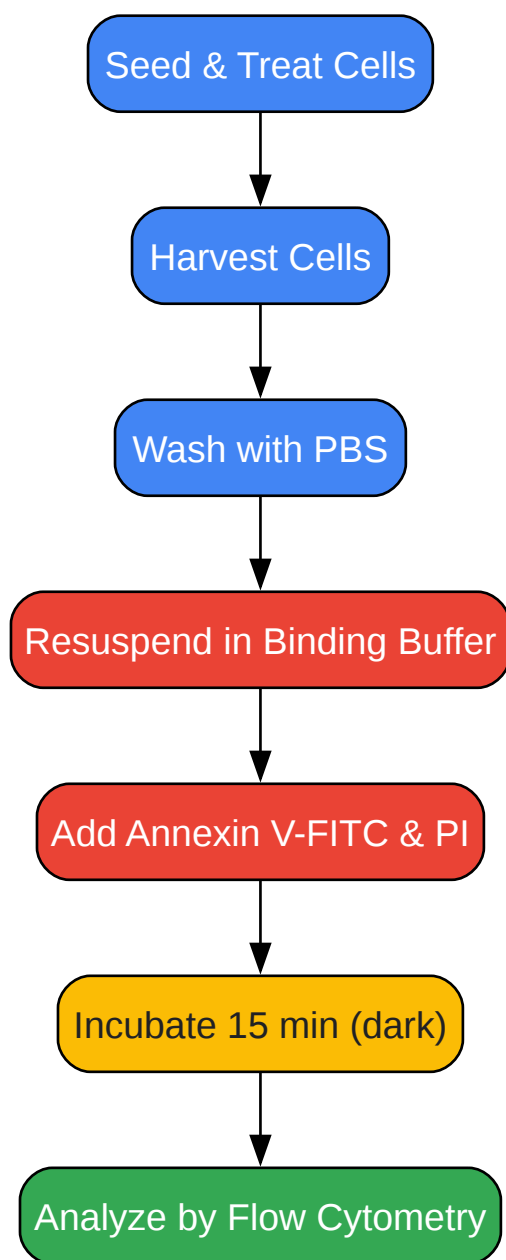 Seed & Treat Cells
Harvest Cells
Wash with PBS
Resuspend in Binding Buffer
Add Annexin V-FITC & PI
Incubate 15 min (dark)
Analyze by Flow Cytometry